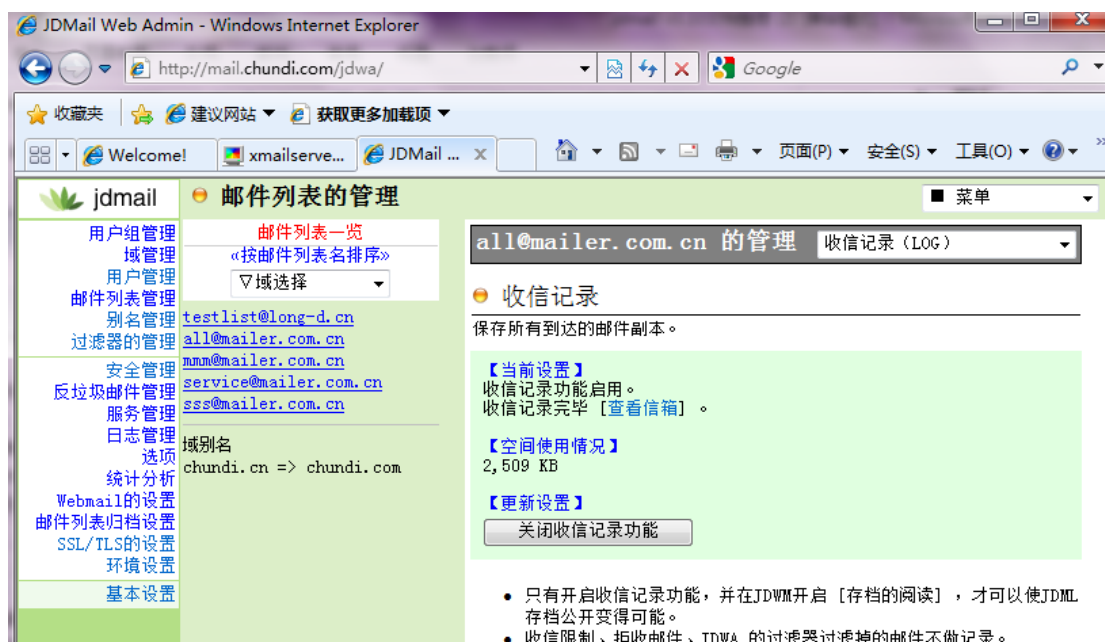 JDMail Web Admin - Windows Internet Explorer
http://mail.chundi.com/jdwa/
Google
收藏夹
建议网站
获取更多加载项
Welcome!
xmailserve...
JDMail ...
页面(P)
安全(S)
工具(O)
jdmail
邮件列表的管理
■ 菜单
用户组管理
域管理
用户管理
邮件列表管理
别名管理
过滤器的管理
安全管理
反垃圾邮件管理
服务管理
日志管理
选项
统计分析
Webmail的设置
邮件列表归档设置
SSL/TLS的设置
环境设置
基本设置
邮件列表一览
«按邮件列表名排序»
▽域选择
testlist@long-d.cn
all@mailer.com.cn
mmm@mailer.com.cn
service@mailer.com.cn
sss@mailer.com.cn
域别名
chundi.cn => chundi.com
all@mailer.com.cn 的管理
收信记录(LOG)
收信记录
保存所有到达的邮件副本。
【当前设置】
收信记录功能启用。
收信记录完毕 [查看信箱] 。
【空间使用情况】
2,509 KB
【更新设置】
关闭收信记录功能
• 只有开启收信记录功能，并在JDWM开启 [存档的阅读] ，才可以使JDML
存档公开变得可能。
• 收信限制、拒收邮件、JDWA 的过滤器过滤掉的邮件不做记录。